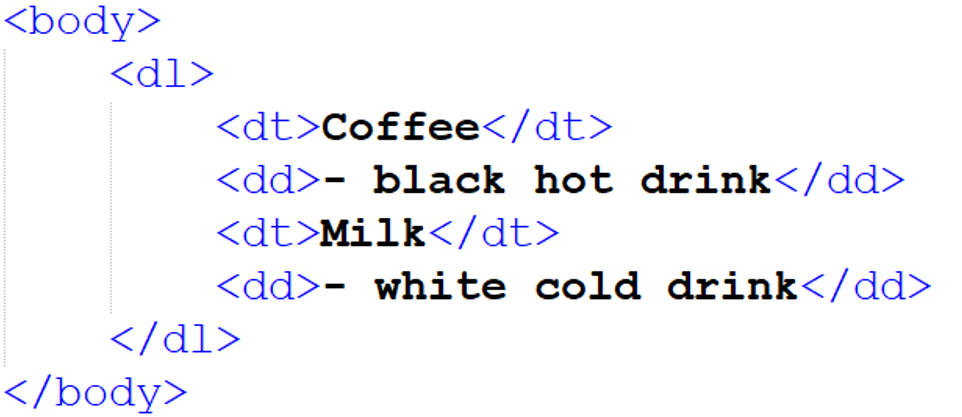 <body>
<dl>
<dt>Coffee</dt>
<dd>- black hot drink</dd>
<dt>Milk</dt>
<dd>- white cold drink</dd>
</dl>
</body>